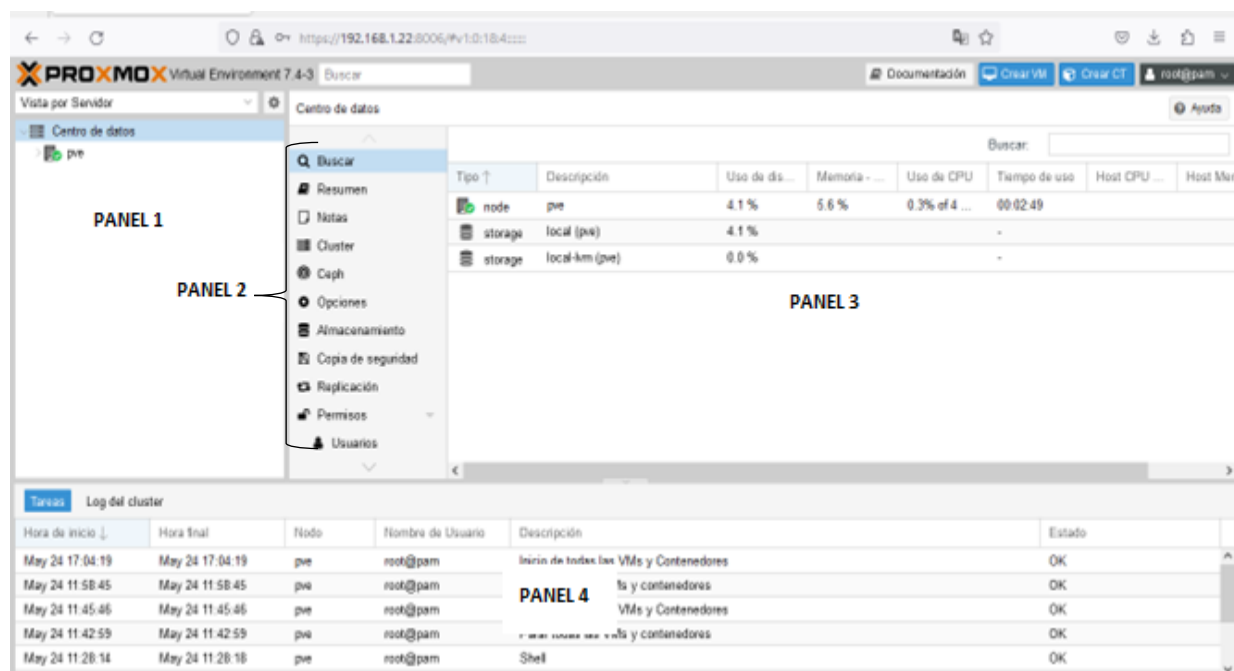 https://192.168.1.22:8006/#v1:0:18:4:::::
PROXMOX Virtual Environment 7.4-3 Buscar Documentación Crear VM Crear CT root@pam
Vista por Servidor Centro de datos Ayuda
Centro de datos
pve
PANEL 1
PANEL 2
Buscar
Resumen
Notas
Cluster
Ceph
Opciones
Almacenamiento
Copia de seguridad
Replicación
Permisos
Usuarios
Buscar:
Tipo ↑ Descripción Uso de dis... Memoria - ... Uso de CPU Tiempo de uso Host CPU ... Host Mer
node pve 4.1 % 5.6 % 0.3% of 4 ... 00:02:49
storage local (pve) 4.1 % -
storage local-lvm (pve) 0.0 % -
PANEL 3
Tareas Log del cluster
Hora de inicio ↓ Hora final Nodo Nombre de Usuario Descripción Estado
May 24 17:04:19 May 24 17:04:19 pve root@pam Inicio de todas las VMs y Contenedores OK
May 24 11:58:45 May 24 11:58:45 pve root@pam y contenedores OK
May 24 11:45:46 May 24 11:45:46 pve root@pam VMs y Contenedores OK
May 24 11:42:59 May 24 11:42:59 pve root@pam Parar todas las VMs y contenedores OK
May 24 11:28:14 May 24 11:28:18 pve root@pam Shell OK
PANEL 4